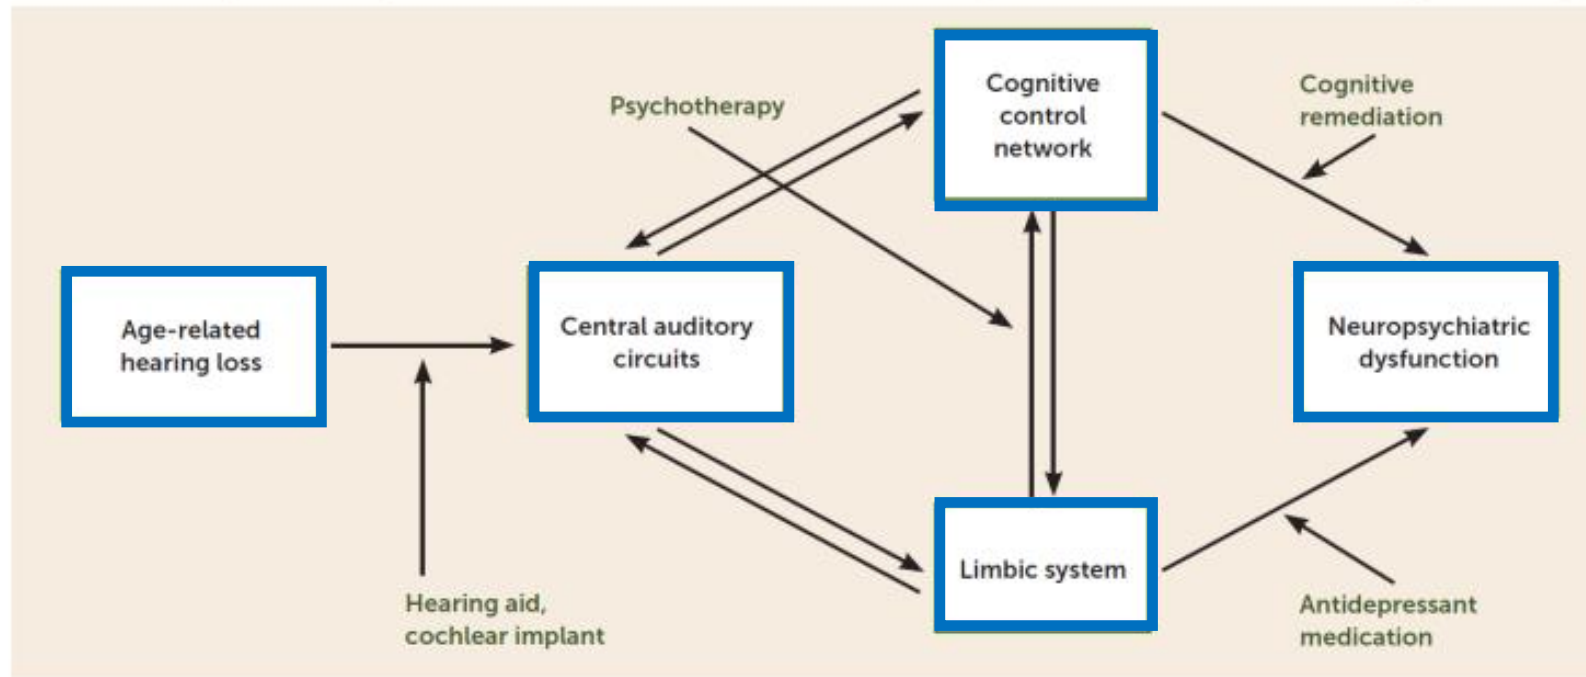 Psychotherapy
Cognitive
control
network
Cognitive
remediation
Age-related
hearing loss
Central auditory
circuits
Neuropsychiatric
dysfunction
Hearing aid,
cochlear implant
Limbic system
Antidepressant
medication